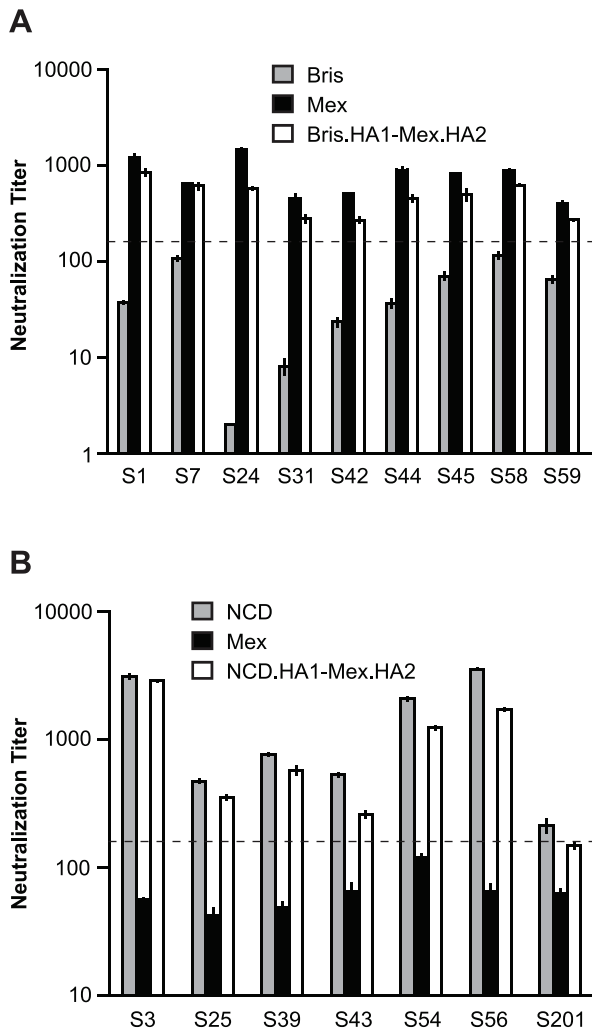 A
10000
1000
100
10
1
Neutralization Titer
Bris
Mex
Bris.HA1-Mex.HA2
S1 S7 S24 S31 S42 S44 S45 S58 S59
B
10000
1000
100
10
Neutralization Titer
NCD
Mex
NCD.HA1-Mex.HA2
S3 S25 S39 S43 S54 S56 S201